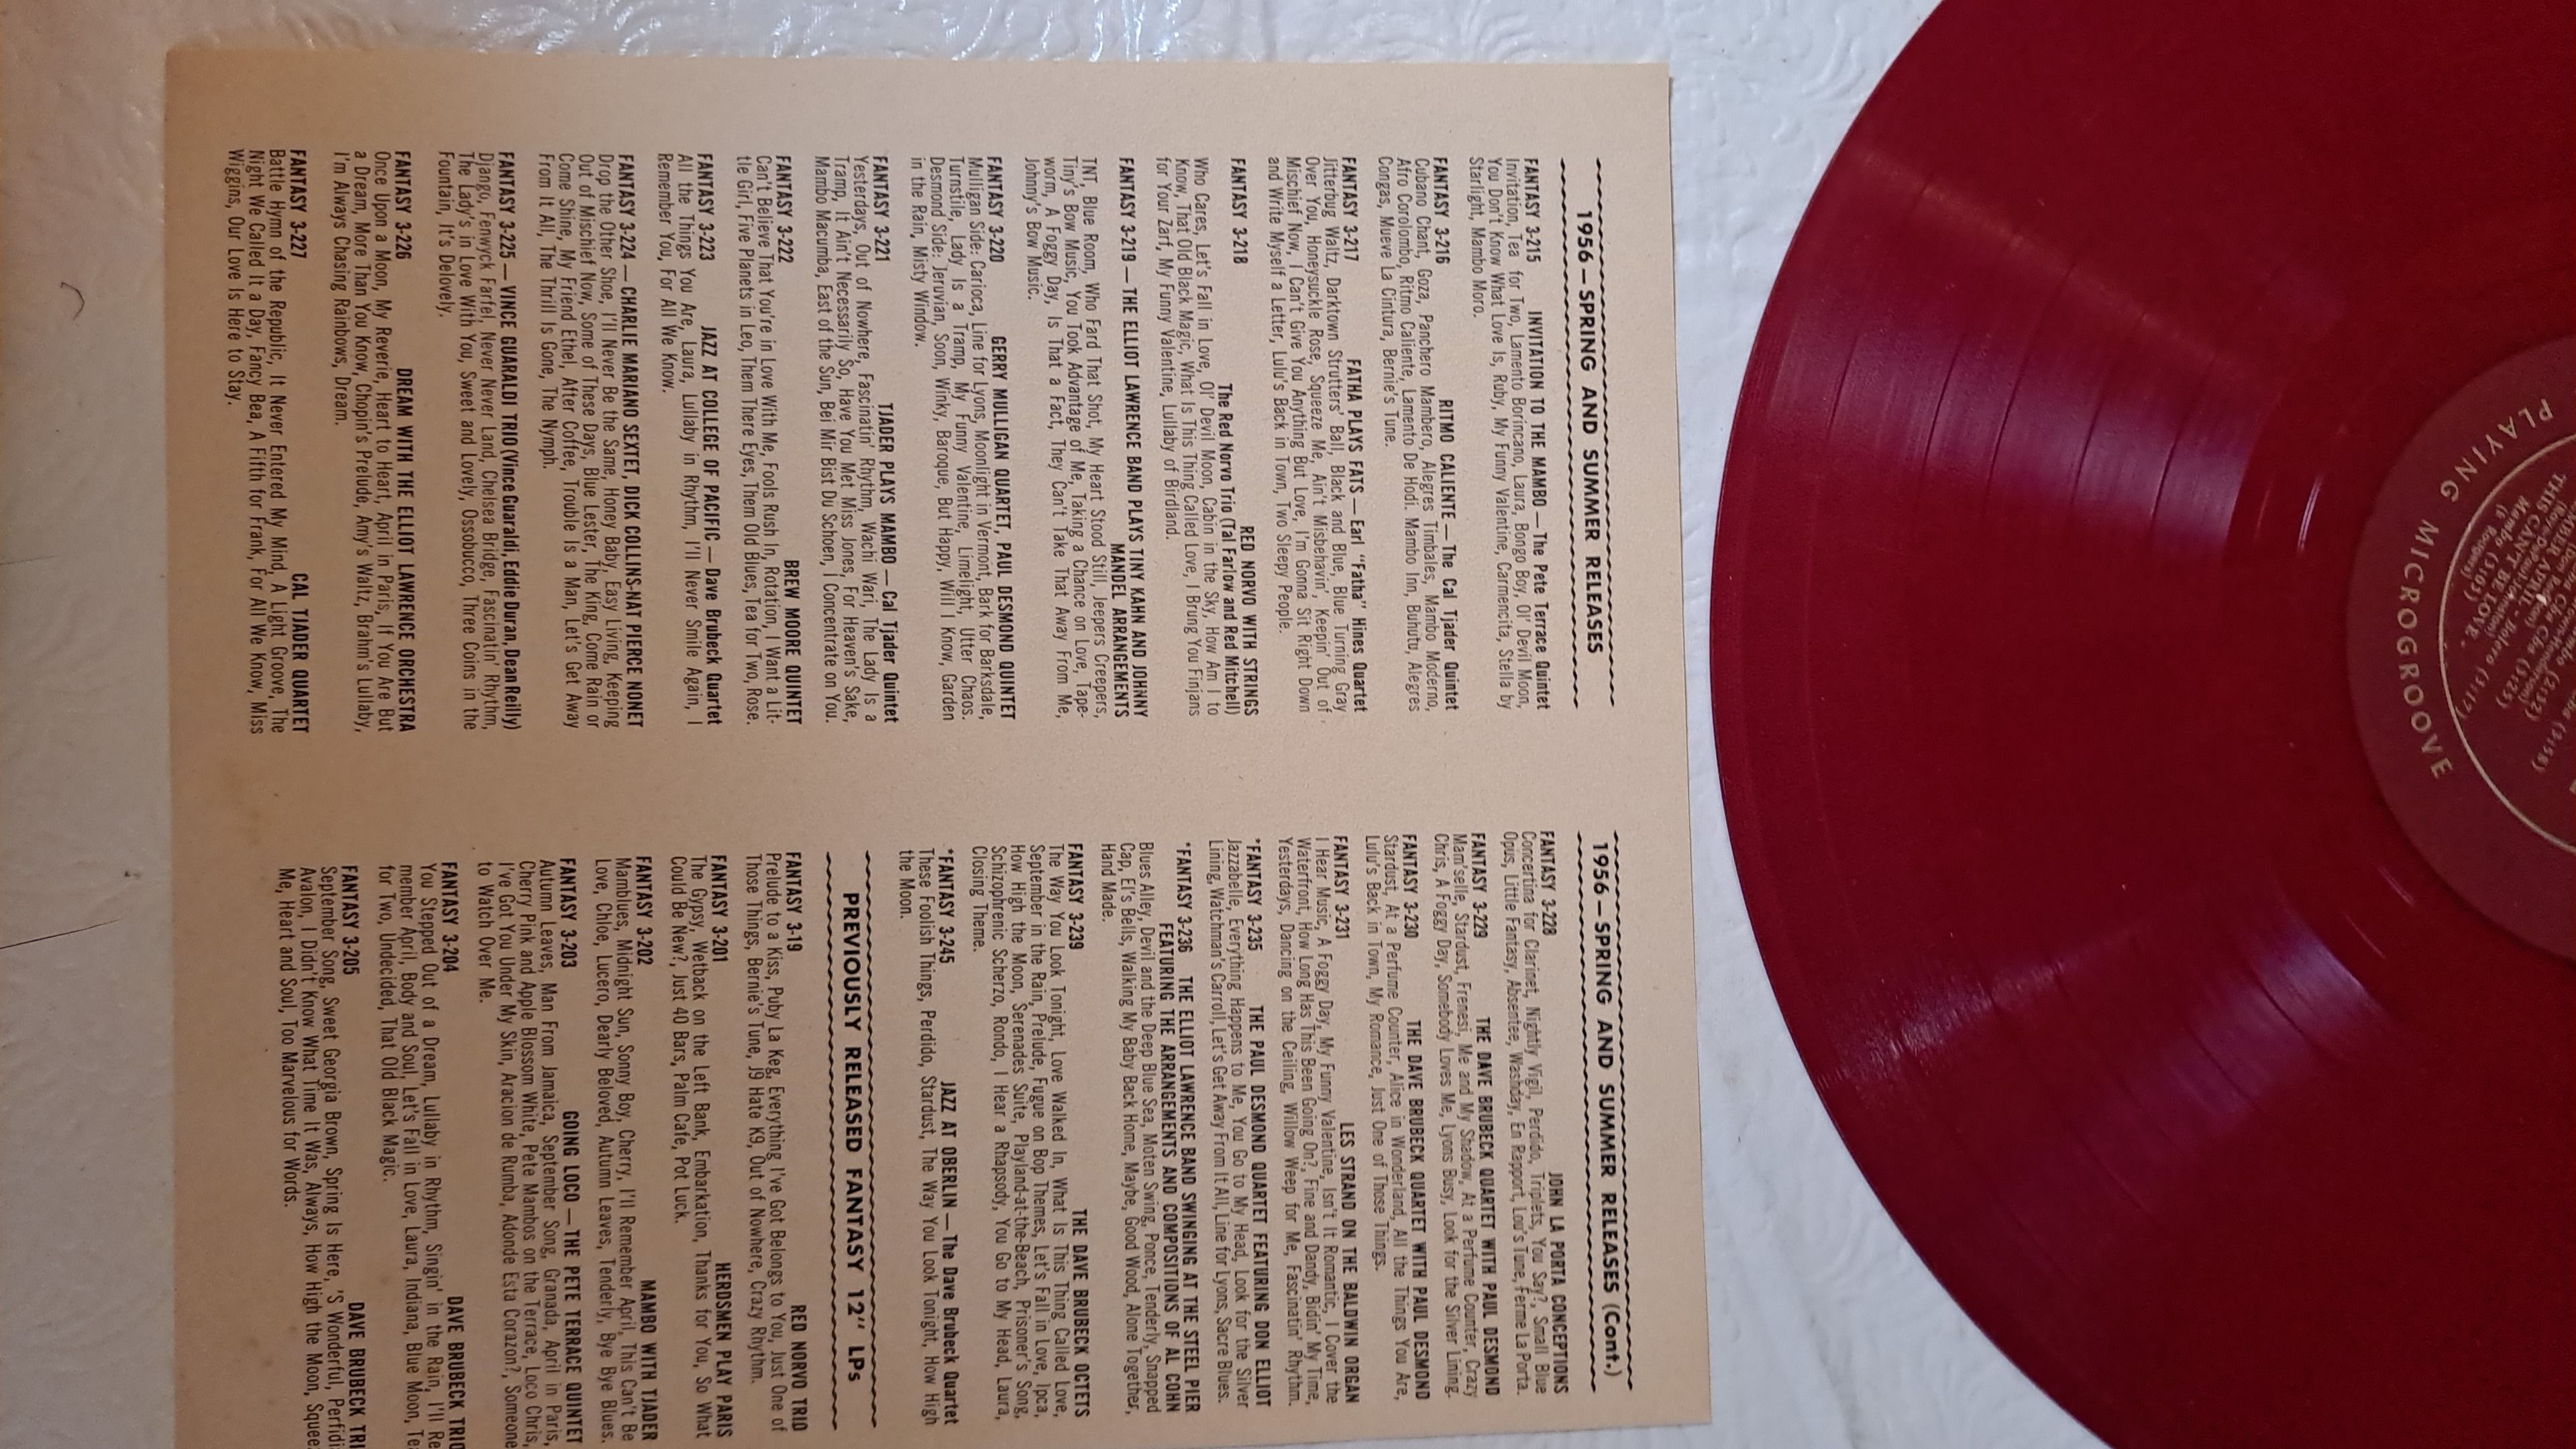 1956—SPRING AND SUMMER RELEASES
FANTASY 3-215 INVITATION TO THE MAMBO — The Pete Terrace Quintet
Invitation, Tea for Two, Lamento Borincano, Laura, Bongo Boy, Ol' Devil Moon,
You Don't Know What Love Is, Ruby, My Funny Valentine, Carmencita, Stella by
Starlight, Mambo Moro.
FANTASY 3-216 RITMO CALIENTE — The Cal Tjader Quintet
Cubano Chant, Goza, Panchero Mambero, Alegres Timbales, Mambo Moderno,
Afro Corolombo, Ritmo Caliente, Lamento De Hodi. Mambo Inn, Buhutu, Alegres
Congas, Mueve La Cintura, Bernie's Tune.
FANTASY 3-217 FATHA PLAYS FATS — Earl "Fatha" Hines Quartet
Jitterbug Waltz, Darktown Strutters' Ball, Black and Blue, Blue Turning Gray
Over You, Honeysuckle Rose, Squeeze Me, Ain't Misbehavin', Keepin' Out of
Mischief Now, I Can't Give You Anything But Love, I'm Gonna Sit Right Down
and Write Myself a Letter, Lulu's Back in Town, Two Sleepy People.
FANTASY 3-218 RED NORVO WITH STRINGS
The Red Norvo Trio (Tal Farlow and Red Mitchell)
Who Cares, Let's Fall in Love, Ol' Devil Moon, Cabin in the Sky, How Am I to
Know, That Old Black Magic, What Is This Thing Called Love, I Brung You Finjans
for Your Zarf, My Funny Valentine, Lullaby of Birdland.
FANTASY 3-219 — THE ELLIOT LAWRENCE BAND PLAYS TINY KAHN AND JOHNNY
MANDEL ARRANGEMENTS
TNT, Blue Room, Who Fard That Shot, My Heart Stood Still, Jeepers Creepers,
Tiny's Bow Music, You Took Advantage of Me, Taking a Chance on Love, Tape-
worm, A Foggy Day, Is That a Fact, They Can't Take That Away From Me,
Johnny's Bow Music.
FANTASY 3-220 GERRY MULLIGAN QUARTET, PAUL DESMOND QUINTET
Mulligan Side: Carioca, Line for Lyons, Moonlight in Vermont, Bark for Barksdale,
Turnstile, Lady Is a Tramp, My Funny Valentine, Limelight, Utter Chaos.
Desmond Side: Jeruvian, Soon, Winky, Baroque, But Happy, Will I Know, Garden
in the Rain, Misty Window.
FANTASY 3-221 TJADER PLAYS MAMBO — Cal Tjader Quintet
Yesterdays, Out of Nowhere, Fascinatin' Rhythm, Wachi Wari, The Lady Is a
Tramp, It Ain't Necessarily So, Have You Met Miss Jones, For Heaven's Sake,
Mambo Macumba, East of the Sun, Bei Mir Bist Du Schoen, I Concentrate on You.
FANTASY 3-222 BREW MOORE QUINTET
Can't Believe That You're in Love With Me, Fools Rush In, Rotation, I Want a Lit-
tle Girl, Five Planets in Leo, Them There Eyes, Them Old Blues, Tea for Two, Rose.
FANTASY 3-223 JAZZ AT COLLEGE OF PACIFIC — Dave Brubeck Quartet
All the Things You Are, Laura, Lullaby in Rhythm, I'll Never Smile Again, I
Remember You, For All We Know.
FANTASY 3-224 — CHARLIE MARIANO SEXTET, DICK COLLINS-NAT PIERCE NONET
Drop the Other Shoe, I'll Never Be the Same, Honey Baby, Easy Living, Keeping
Out of Mischief Now, Some of These Days, Blue Lester, The King, Come Rain or
Come Shine, My Friend Ethel, After Coffee, Trouble Is a Man, Let's Get Away
From It All, The Thrill Is Gone, The Nymph.
FANTASY 3-225 — VINCE GUARALDI TRIO (Vince Guaraldi, Eddie Duran, Dean Reilly)
Django, Fenwyck Farfel, Never Never Land, Chelsea Bridge, Fascinatin' Rhythm,
The Lady's in Love With You, Sweet and Lovely, Ossobucco, Three Coins in the
Fountain, It's Delovely.
FANTASY 3-226 DREAM WITH THE ELLIOT LAWRENCE ORCHESTRA
Once Upon a Moon, My Reverie, Heart to Heart, April in Paris, If You Are But
a Dream, More Than You Know, Chopin's Prelude, Amy's Waltz, Brahm's Lullaby,
I'm Always Chasing Rainbows, Dream.
FANTASY 3-227 CAL TJADER QUARTET
Battle Hymn of the Republic, It Never Entered My Mind, A Light Groove, The
Night We Called It a Day, Fancy Bea, A Fifth for Frank, For All We Know, Miss
Wiggins, Our Love Is Here to Stay.
1956—SPRING AND SUMMER RELEASES (Cont.)
FANTASY 3-228 JOHN LA PORTA CONCEPTIONS
Concertina for Clarinet, Nightly Vigil, Perdido, Triplets, You Say?, Small Blue
Opus, Little Fantasy, Absentee, Washday, En Rapport, Lou's Tune, Ferme La Porta.
FANTASY 3-229 THE DAVE BRUBECK QUARTET WITH PAUL DESMOND
Mam'selle, Stardust, Frenesi, Me and My Shadow, At a Perfume Counter, Crazy
Chris, A Foggy Day, Somebody Loves Me, Lyons Busy, Look for the Silver Lining.
FANTASY 3-230 THE DAVE BRUBECK QUARTET WITH PAUL DESMOND
Stardust, At a Perfume Counter, Alice in Wonderland, All the Things You Are,
Lulu's Back in Town, My Romance, Just One of Those Things.
FANTASY 3-231 LES STRAND ON THE BALDWIN ORGAN
I Hear Music, A Foggy Day, My Funny Valentine, Isn't It Romantic, I Cover the
Waterfront, How Long Has This Been Going On?, Fine and Dandy, Bidin' My Time,
Yesterdays, Dancing on the Ceiling, Willow Weep for Me, Fascinatin' Rhythm.
*FANTASY 3-235 THE PAUL DESMOND QUARTET FEATURING DON ELLIOT
Jazzabelle, Everything Happens to Me, You Go to My Head, Look for the Silver
Lining, Watchman's Carroll, Let's Get Away From It All, Line for Lyons, Sacre Blues.
*FANTASY 3-236 THE ELLIOT LAWRENCE BAND SWINGING AT THE STEEL PIER
FEATURING THE ARRANGEMENTS AND COMPOSITIONS OF AL COHN
Blues Alley, Devil and the Deep Blue Sea, Moten Swing, Ponce, Tenderly, Snapped
Cap, El's Bells, Walking My Baby Back Home, Maybe, Good Wood, Alone Together,
Hand Made.
FANTASY 3-239 THE DAVE BRUBECK OCTETS
The Way You Look Tonight, Love Walked In, What Is This Thing Called Love,
September in the Rain, Prelude, Fugue on Bop Themes, Let's Fall in Love, Ipca,
How High the Moon, Serenades Suite, Playland-at-the-Beach, Prisoner's Song,
Schizophrenic Scherzo, Rondo, I Hear a Rhapsody, You Go to My Head, Laura,
Closing Theme.
*FANTASY 3-245 JAZZ AT OBERLIN — The Dave Brubeck Quartet
These Foolish Things, Perdido, Stardust, The Way You Look Tonight, How High
the Moon.
PREVIOUSLY RELEASED FANTASY 12" LPs
FANTASY 3-19 RED NORVO TRIO
Prelude to a Kiss, Puby La Keg, Everything I've Got Belongs to You, Just One of
Those Things, Bernie's Tune, J9 Hate K9, Out of Nowhere, Crazy Rhythm.
FANTASY 3-201 HERDSMEN PLAY PARIS
The Gypsy, Wetback on the Left Bank, Embarkation, Thanks for You, So What
Could Be New?, Just 40 Bars, Palm Cafe, Pot Luck.
FANTASY 3-202 MAMBO WITH TJADER
Mamblues, Midnight Sun, Sonny Boy, Cherry, I'll Remember April, This Can't Be
Love, Chloe, Lucero, Dearly Beloved, Autumn Leaves, Tenderly, Bye Bye Blues.
FANTASY 3-203 GOING LOCO — THE PETE TERRACE QUINTET
Autumn Leaves, Man From Jamaica, September Song, Granada, April in Paris,
Cherry Pink and Apple Blossom White, Pete Mambos on the Terrace, Loco Chris,
I've Got You Under My Skin, Aracion de Rumba, Adonde Esta Corazon?, Someone
to Watch Over Me.
FANTASY 3-204 DAVE BRUBECK TRIO
You Stepped Out of a Dream, Lullaby in Rhythm, Singin' in the Rain, I'll Re
member April, Body and Soul, Let's Fall in Love, Laura, Indiana, Blue Moon, Te
for Two, Undecided, That Old Black Magic.
FANTASY 3-205 DAVE BRUBECK TRI
September Song, Sweet Georgia Brown, Spring Is Here, 'S Wonderful, Perfidi
Avalon, I Didn't Know What Time It Was, Always, How High the Moon, Squee
Me, Heart and Soul, Too Marvelous for Words.
PLAYING MICROGROOVE